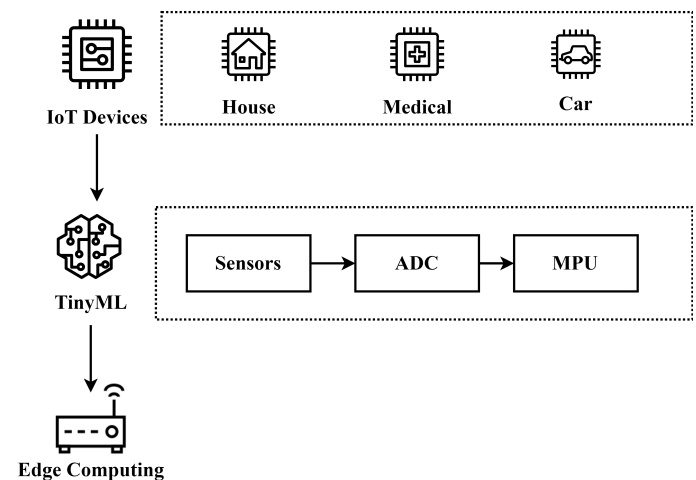 IoT Devices
House
Medical
Car
TinyML
Sensors
ADC
MPU
Edge Computing